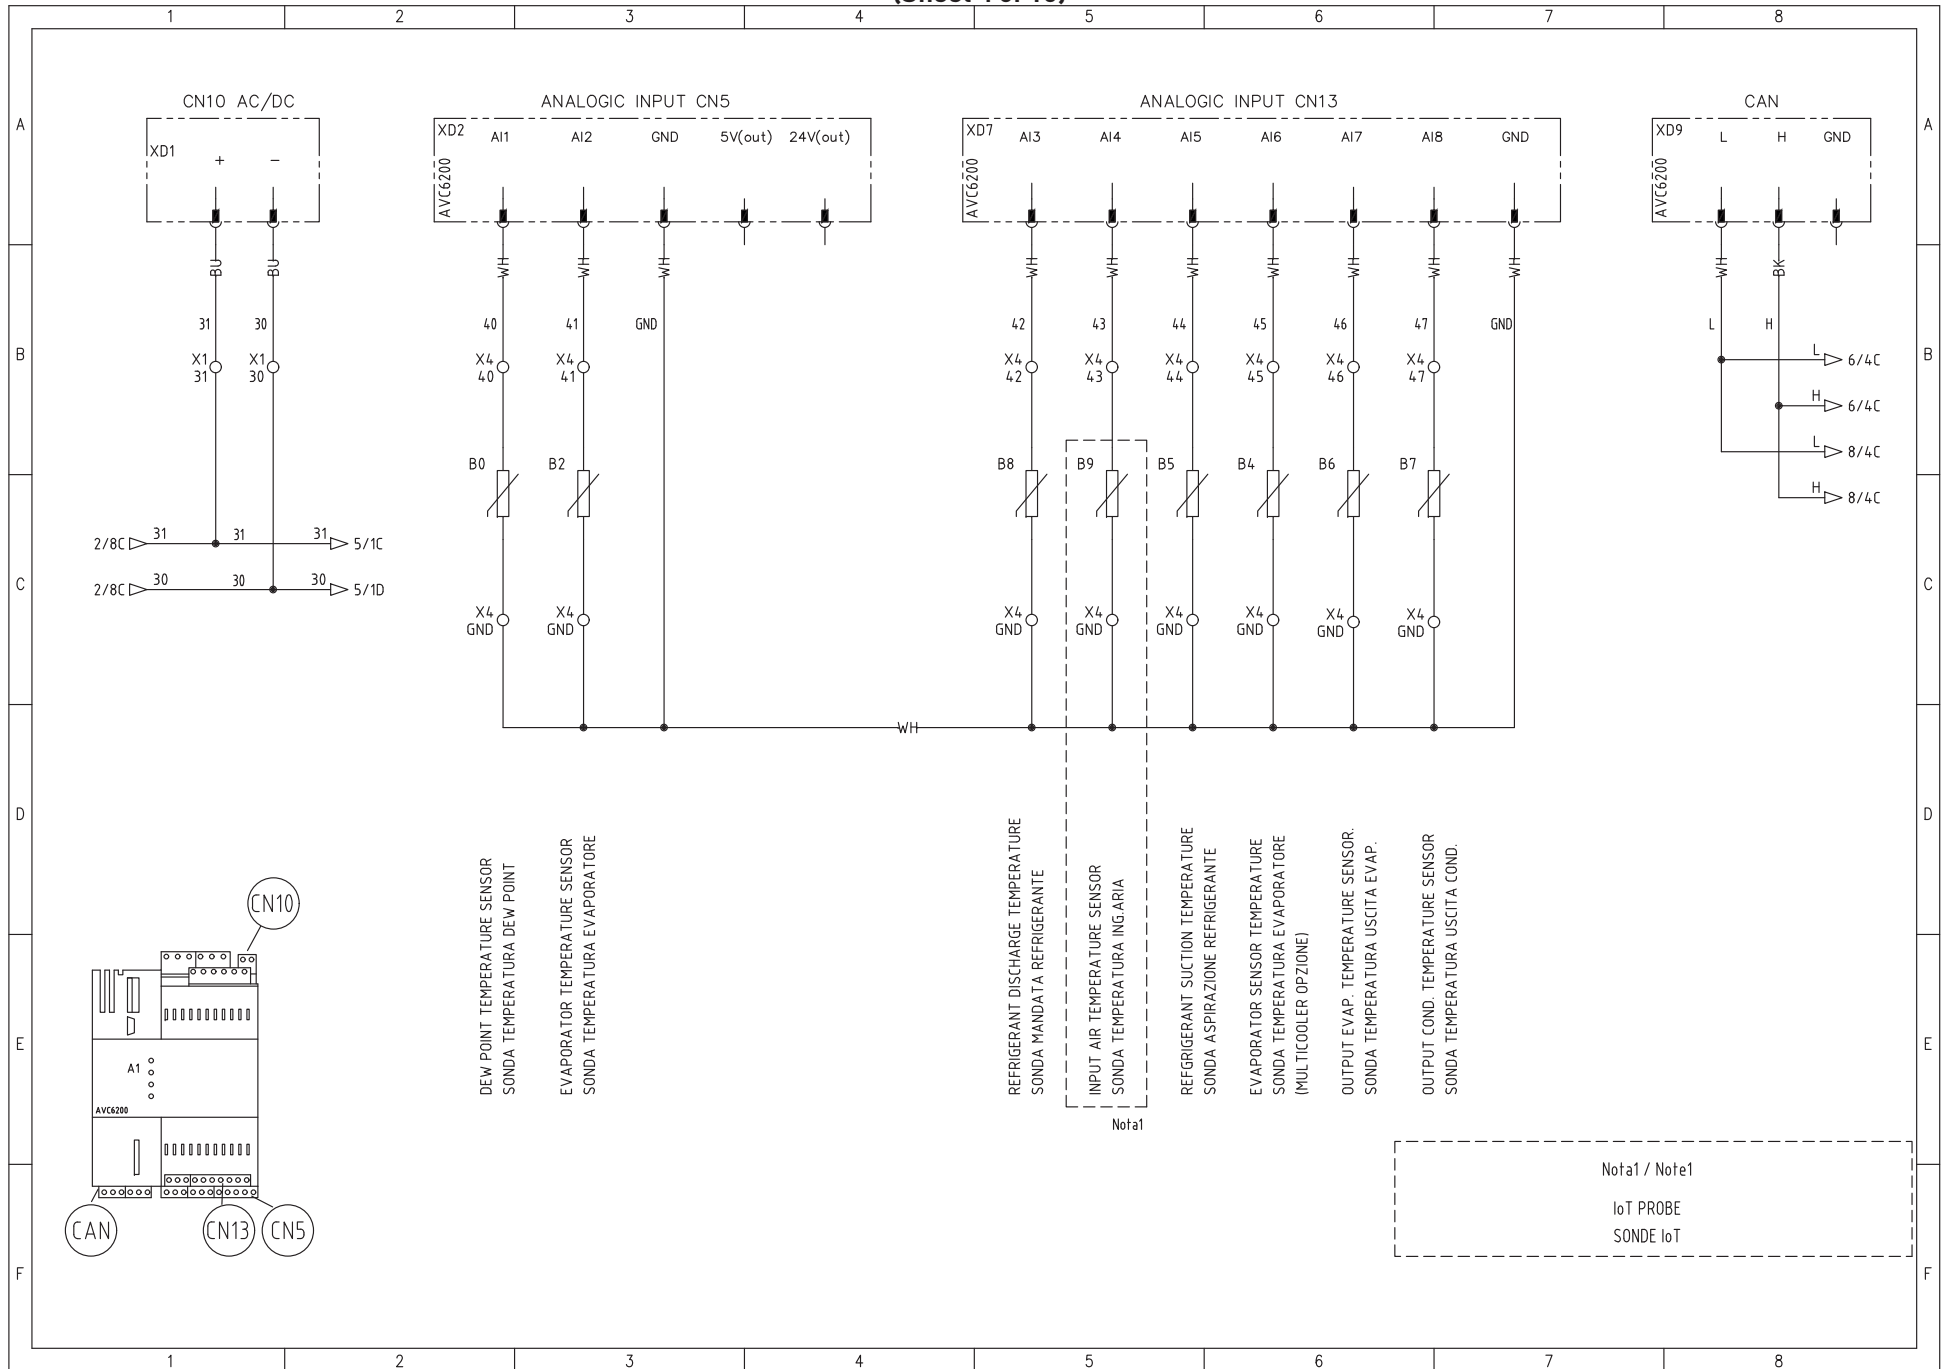 1 2 3 4 5 6 7 8
CN10 AC/DC
XD1
+ −
BU BU
31 30
X1 X1
31 30
2/8C 31 31 31 5/1C
2/8C 30 30 30 5/1D
ANALOGIC INPUT CN5
XD2 AI1 AI2 GND 5V(out) 24V(out)
AVC6200
WH WH WH
40 41 GND
X4 X4
40 41
B0 B2
X4 X4
GND GND
WH
ANALOGIC INPUT CN13
XD7 AI3 AI4 AI5 AI6 AI7 AI8 GND
AVC6200
WH WH WH WH WH WH WH
42 43 44 45 46 47 GND
X4 X4 X4 X4 X4 X4
42 43 44 45 46 47
B8 B9 B5 B4 B6 B7
X4 X4 X4 X4 X4 X4
GND GND GND GND GND GND
CAN
XD9 L H GND
AVC6200
WH BK
L H
L 6/4C
H 6/4C
L 8/4C
H 8/4C
DEW POINT TEMPERATURE SENSOR
SONDA TEMPERATURA DEW POINT
EVAPORATOR TEMPERATURE SENSOR
SONDA TEMPERATURA EVAPORATORE
REFRIGERANT DISCHARGE TEMPERATURE
SONDA MANDATA REFRIGERANTE
INPUT AIR TEMPERATURE SENSOR
SONDA TEMPERATURA ING.ARIA
REFGRIGERANT SUCTION TEMPERATURE
SONDA ASPIRAZIONE REFRIGERANTE
EVAPORATOR SENSOR TEMPERATURE
SONDA TEMPERATURA EVAPORATORE
(MULTICOOLER OPZIONE)
OUTPUT EVAP. TEMPERATURE SENSOR.
SONDA TEMPERATURA USCITA EVAP.
OUTPUT COND. TEMPERATURE SENSOR
SONDA TEMPERATURA USCITA COND.
Nota1
CN10
A1
AVC6200
CAN CN13 CN5
Nota1 / Note1
IoT PROBE
SONDE IoT
A A
B B
C C
D D
E E
F F
1 2 3 4 5 6 7 8